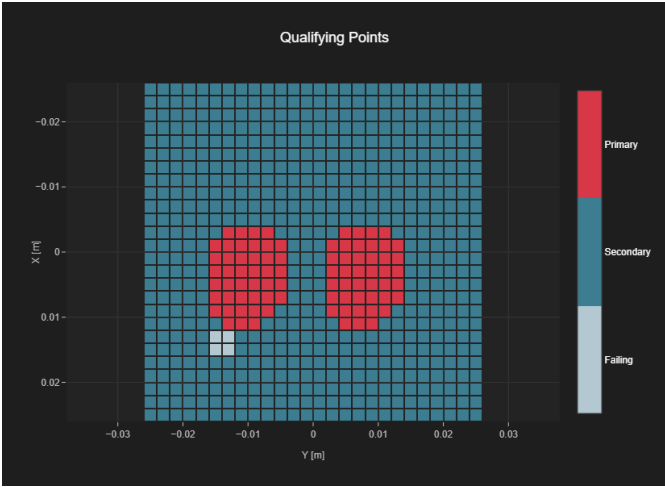 Qualifying Points
−0.02
−0.01
0
0.01
0.02
X [m]
−0.03
−0.02
−0.01
0
0.01
0.02
0.03
Y [m]
Primary
Secondary
Failing